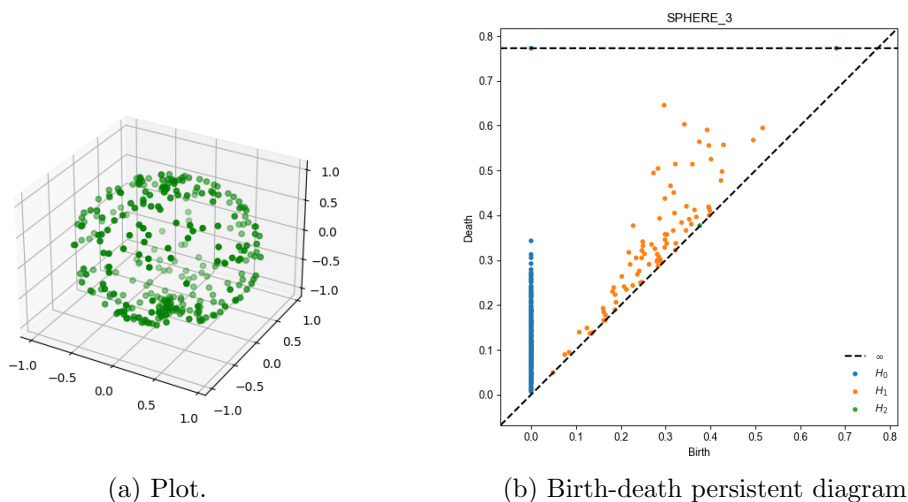 SPHERE_3
0.8
0.7
0.6
0.5
0.4
0.3
0.2
0.1
0.0
Death
0.0 0.1 0.2 0.3 0.4 0.5 0.6 0.7 0.8
Birth
∞
H₀
H₁
H₂
1.0
0.5
0.0
−0.5
−1.0
−1.0 −0.5 0.0 0.5 1.0
−1.0 −0.5 0.0 0.5 1.0
(a) Plot.
(b) Birth-death persistent diagram